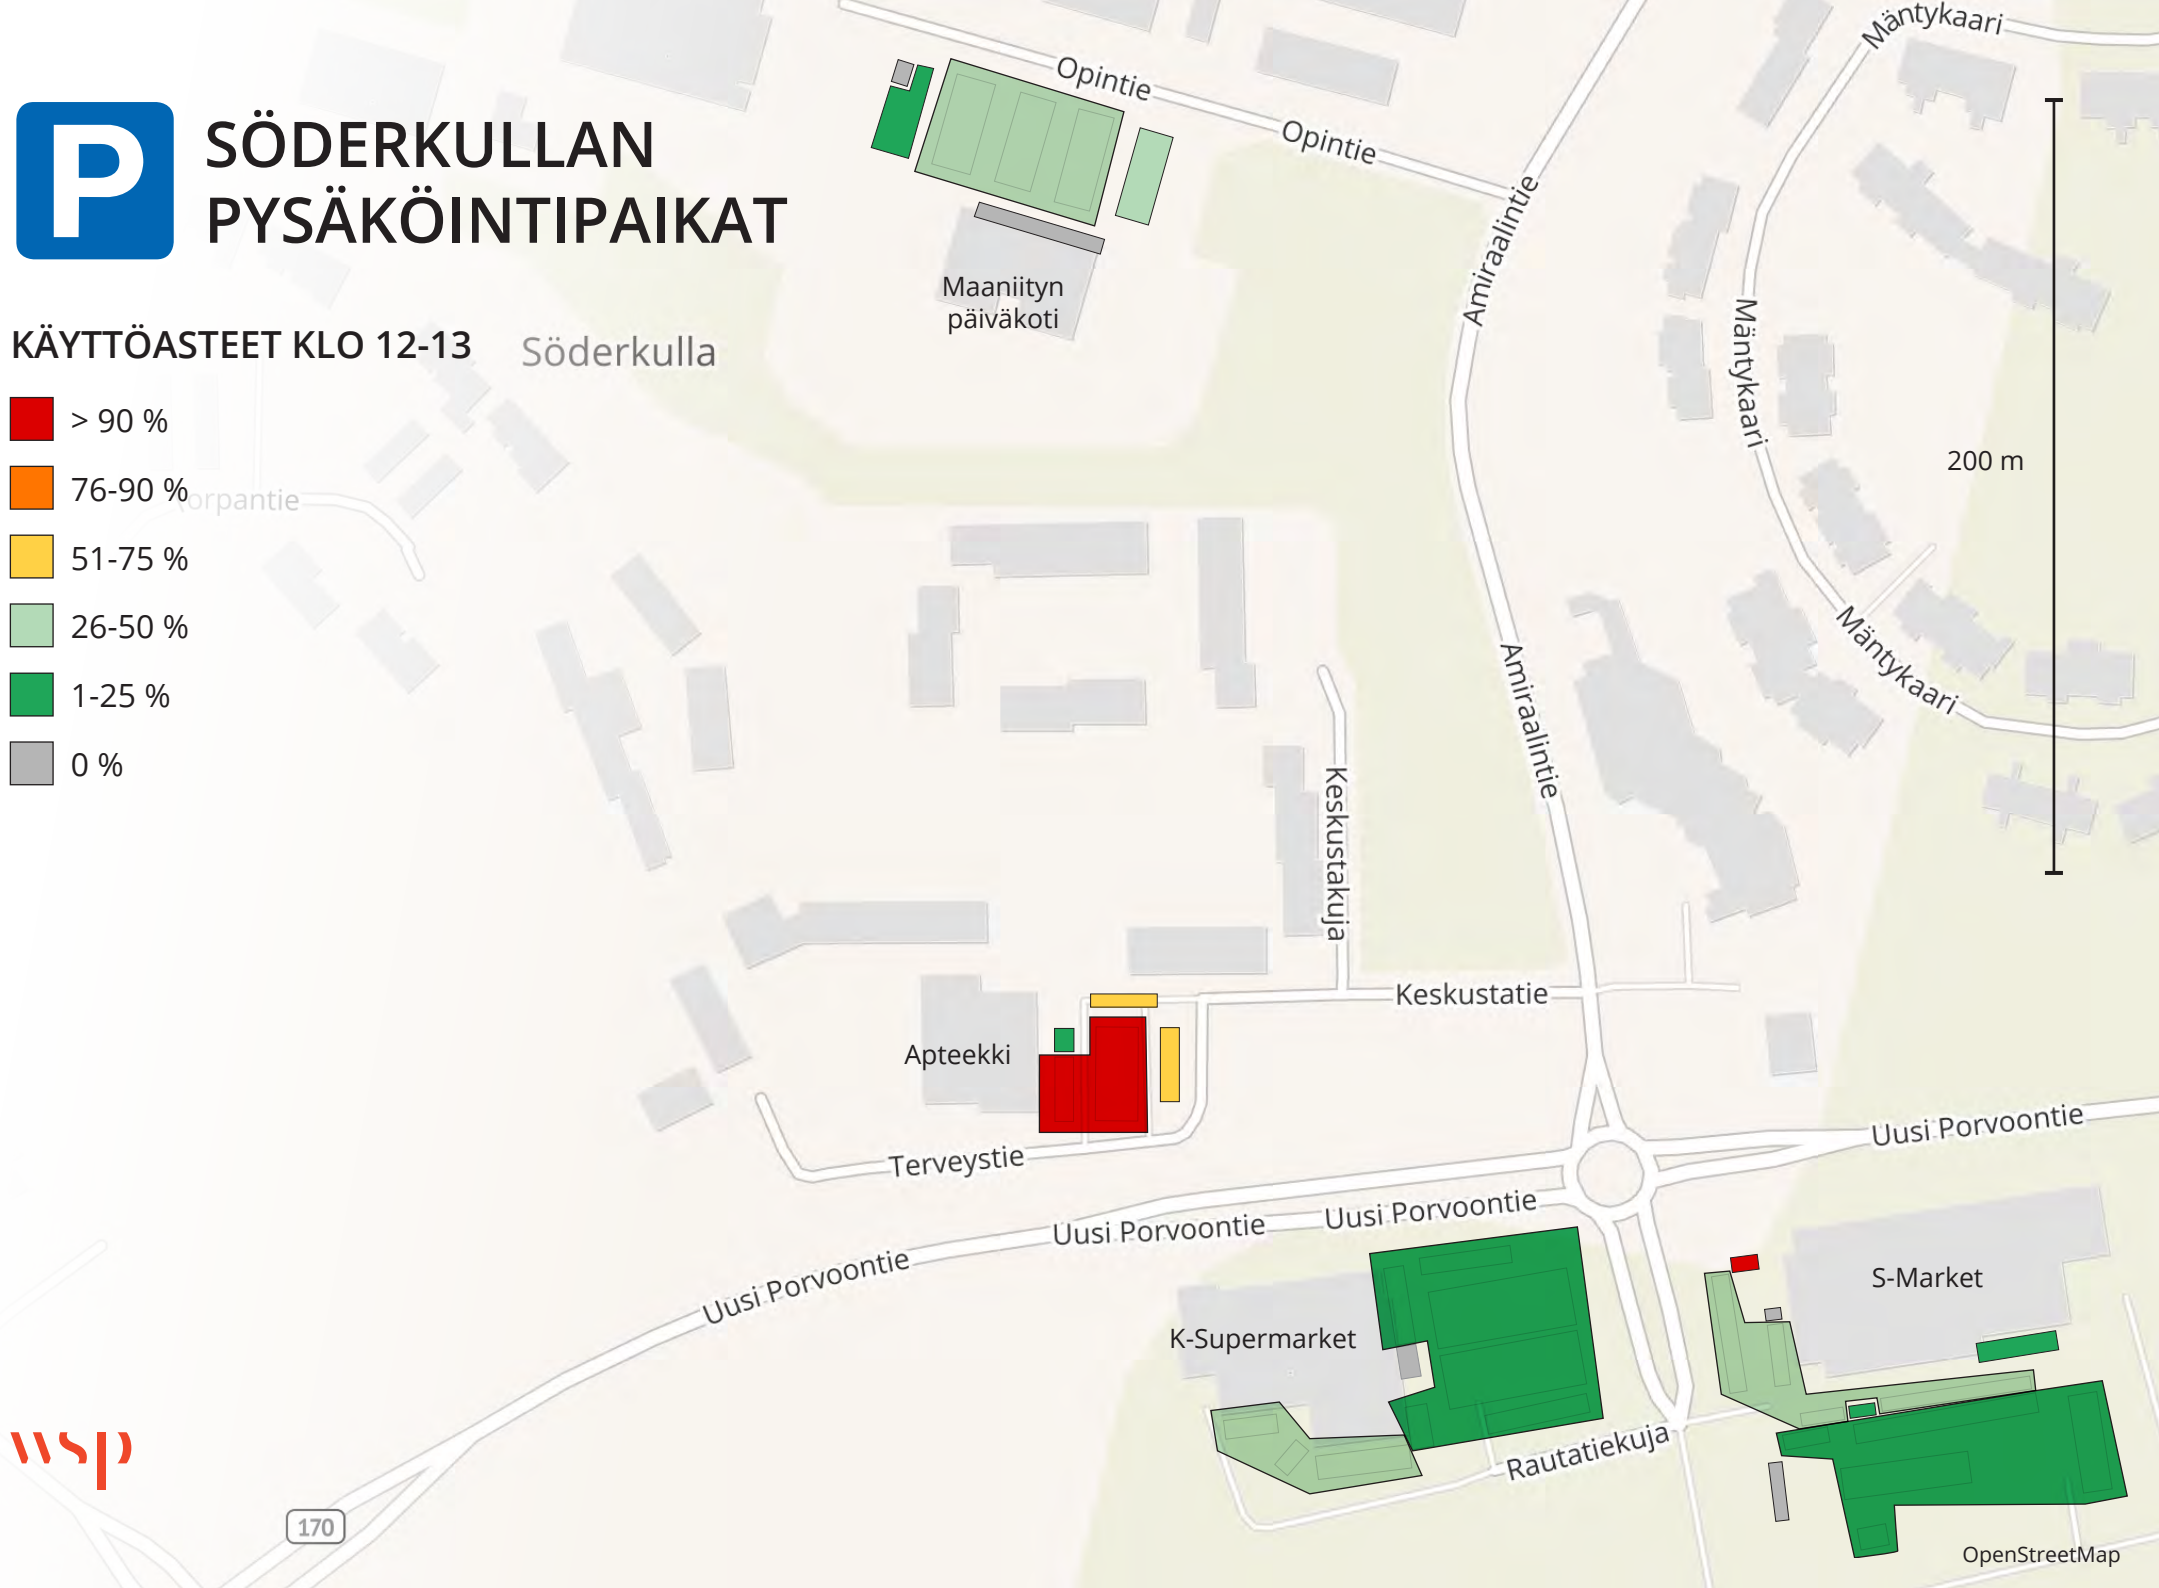 P
SÖDERKULLAN
PYSÄKÖINTIPAIKAT
KÄYTTÖASTEET KLO 12-13
> 90 %
76-90 %
51-75 %
26-50 %
1-25 %
0 %
Söderkulla
orpantie
Opintie
Opintie
Mäntykaari
Maaniityn
päiväkoti
Amiraalintie
Mäntykaari
200 m
Mäntykaari
Amiraalintie
Keskustakuja
Keskustatie
Apteekki
Terveystie
Uusi Porvoontie
Uusi Porvoontie
Uusi Porvoontie
Uusi Porvoontie
S-Market
K-Supermarket
Rautatiekuja
wsp
170
OpenStreetMap